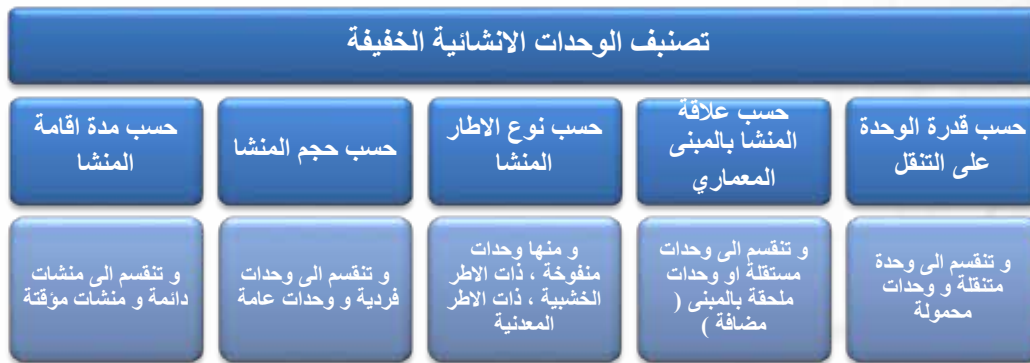 تصنبف الوحدات الانشائية الخفيفة
حسب قدرة الوحدة
على التنقل
حسب علاقة
المنشا بالمبنى
المعماري
حسب نوع الاطار
المنشا
حسب حجم المنشا
حسب مدة اقامة
المنشا
و تنقسم الى وحدة
متنقلة و وحدات
محمولة
و تنقسم الى وحدات
مستقلة او وحدات
ملحقة بالمبنى (
مضافة )
و منها وحدات
منفوخة ، ذات الاطر
الخشبية ، ذات الاطر
المعدنية
و تنقسم الى وحدات
فردية و وحدات عامة
و تنقسم الى منشات
دائمة و منشات مؤقتة